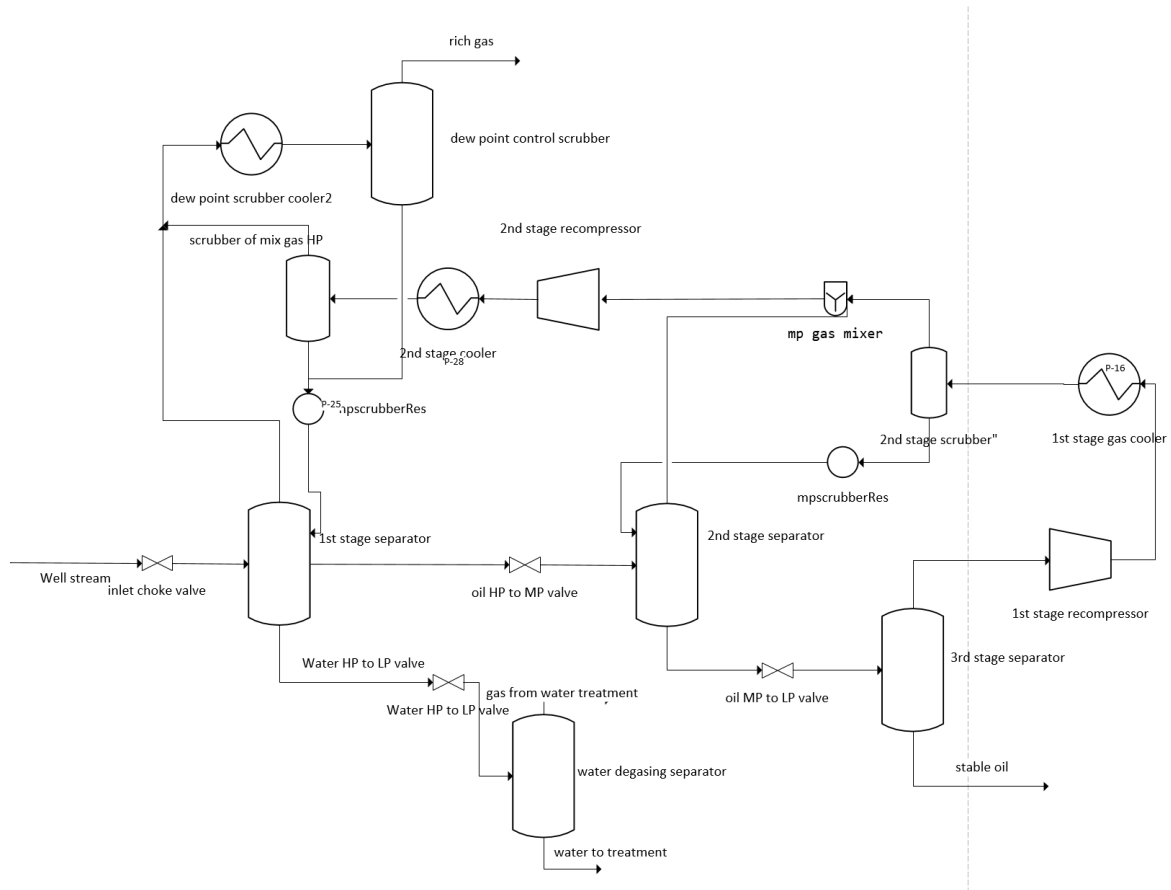 rich gas
dew point control scrubber
dew point scrubber cooler2
2nd stage recompressor
scrubber of mix gas HP
mp gas mixer
2nd stage cooler
P-28
P-16
P-25
hpscrubberRes
2nd stage scrubber"
1st stage gas cooler
mpscrubberRes
1st stage separator
2nd stage separator
Well stream
inlet choke valve
oil HP to MP valve
1st stage recompressor
Water HP to LP valve
3rd stage separator
gas from water treatment
oil MP to LP valve
Water HP to LP valve
water degasing separator
stable oil
water to treatment